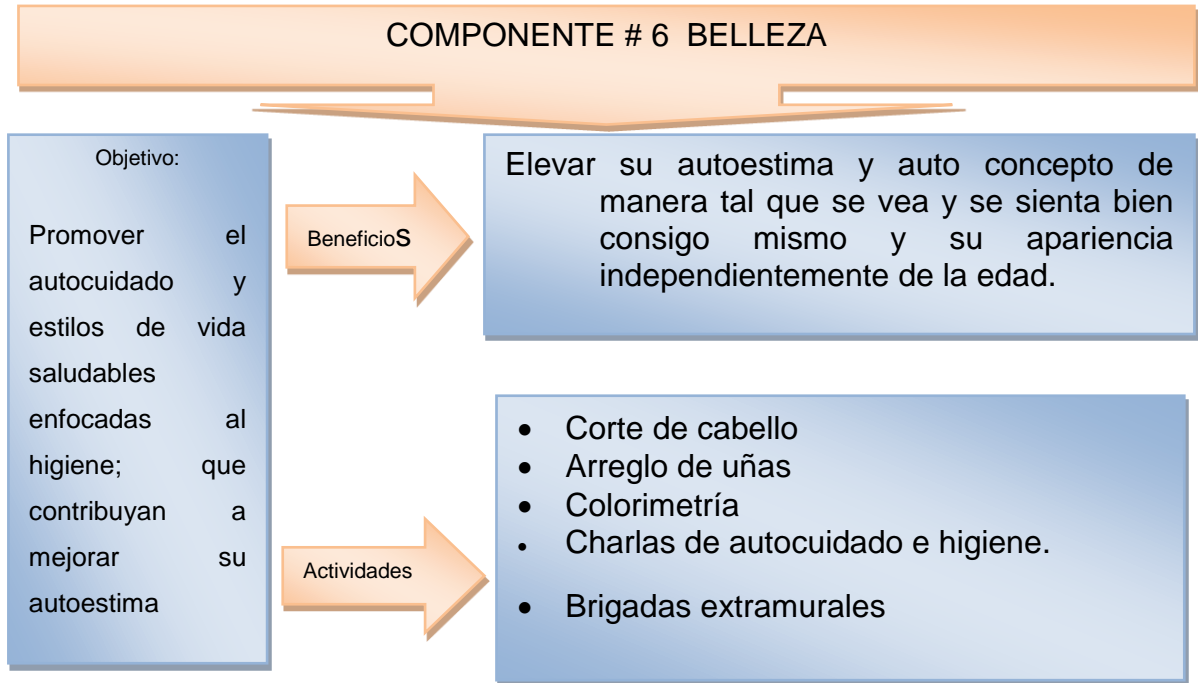 COMPONENTE # 6 BELLEZA
Objetivo:
Promover el
autocuidado y
estilos de vida
saludables
enfocadas al
higiene; que
contribuyan a
mejorar su
autoestima
BeneficioS
Elevar su autoestima y auto concepto de
manera tal que se vea y se sienta bien
consigo mismo y su apariencia
independientemente de la edad.
Actividades
• Corte de cabello
• Arreglo de uñas
• Colorimetría
• Charlas de autocuidado e higiene.
• Brigadas extramurales